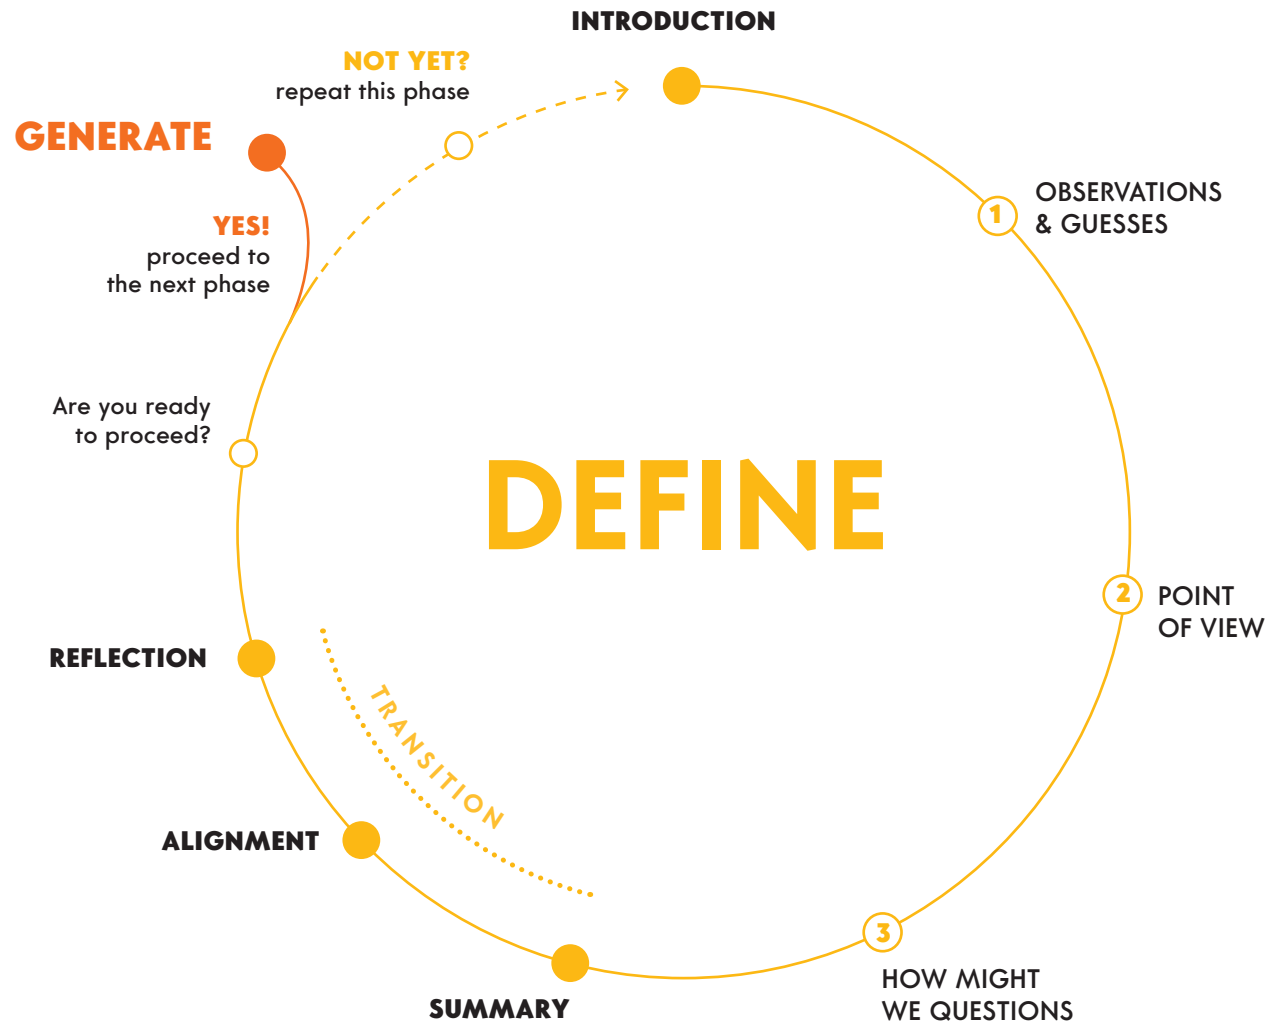 INTRODUCTION
NOT YET?
repeat this phase
GENERATE
YES!
proceed to
the next phase
1
OBSERVATIONS
& GUESSES
Are you ready
to proceed?
DEFINE
2
POINT
OF VIEW
REFLECTION
TRANSITION
ALIGNMENT
3
HOW MIGHT
WE QUESTIONS
SUMMARY